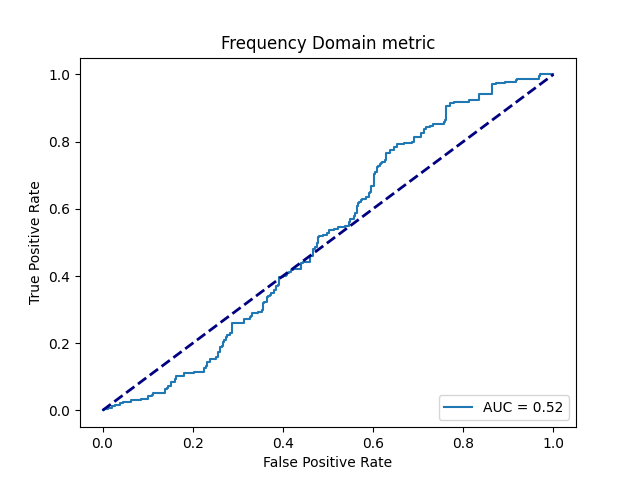 Frequency Domain metric
True Positive Rate
1.0
0.8
0.6
0.4
0.2
0.0
AUC = 0.52
0.0 0.2 0.4 0.6 0.8 1.0
False Positive Rate